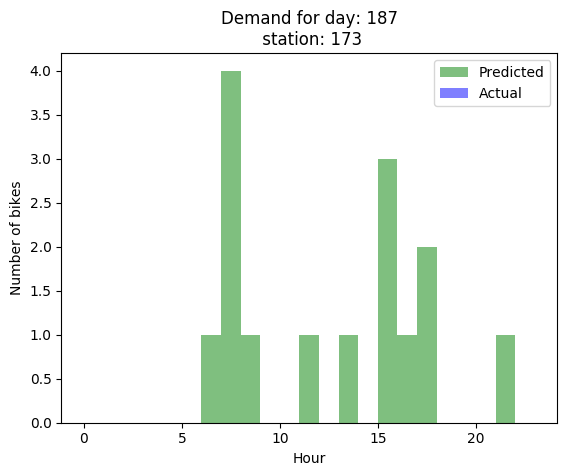 Demand for day: 187
station: 173
Predicted
Actual
Number of bikes
4.0
3.5
3.0
2.5
2.0
1.5
1.0
0.5
0.0
0 5 10 15 20
Hour